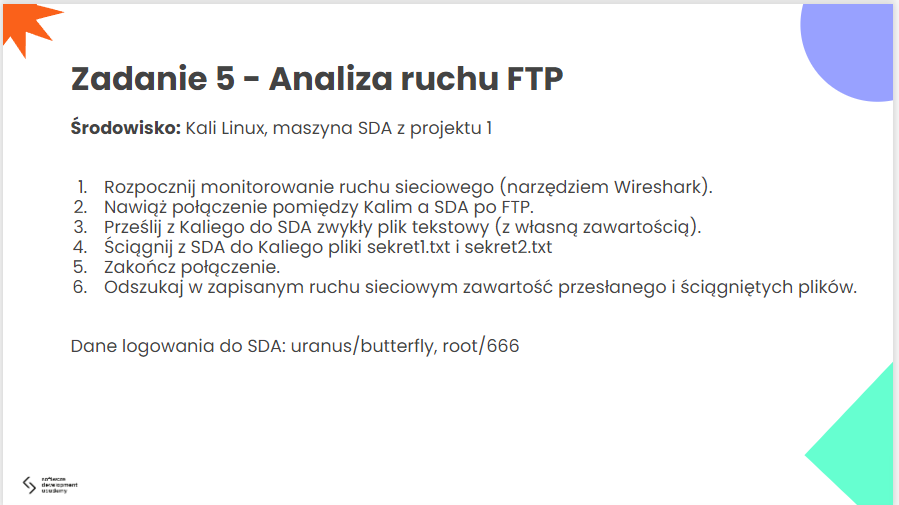 Zadanie 5 - Analiza ruchu FTP
Środowisko: Kali Linux, maszyna SDA z projektu 1
1. Rozpocznij monitorowanie ruchu sieciowego (narzędziem Wireshark).
2. Nawiąż połączenie pomiędzy Kalim a SDA po FTP.
3. Prześlij z Kaliego do SDA zwykły plik tekstowy (z własną zawartością).
4. Ściągnij z SDA do Kaliego pliki sekret1.txt i sekret2.txt
5. Zakończ połączenie.
6. Odszukaj w zapisanym ruchu sieciowym zawartość przesłanego i ściągniętych plików.
Dane logowania do SDA: uranus/butterfly, root/666
software
development
academy